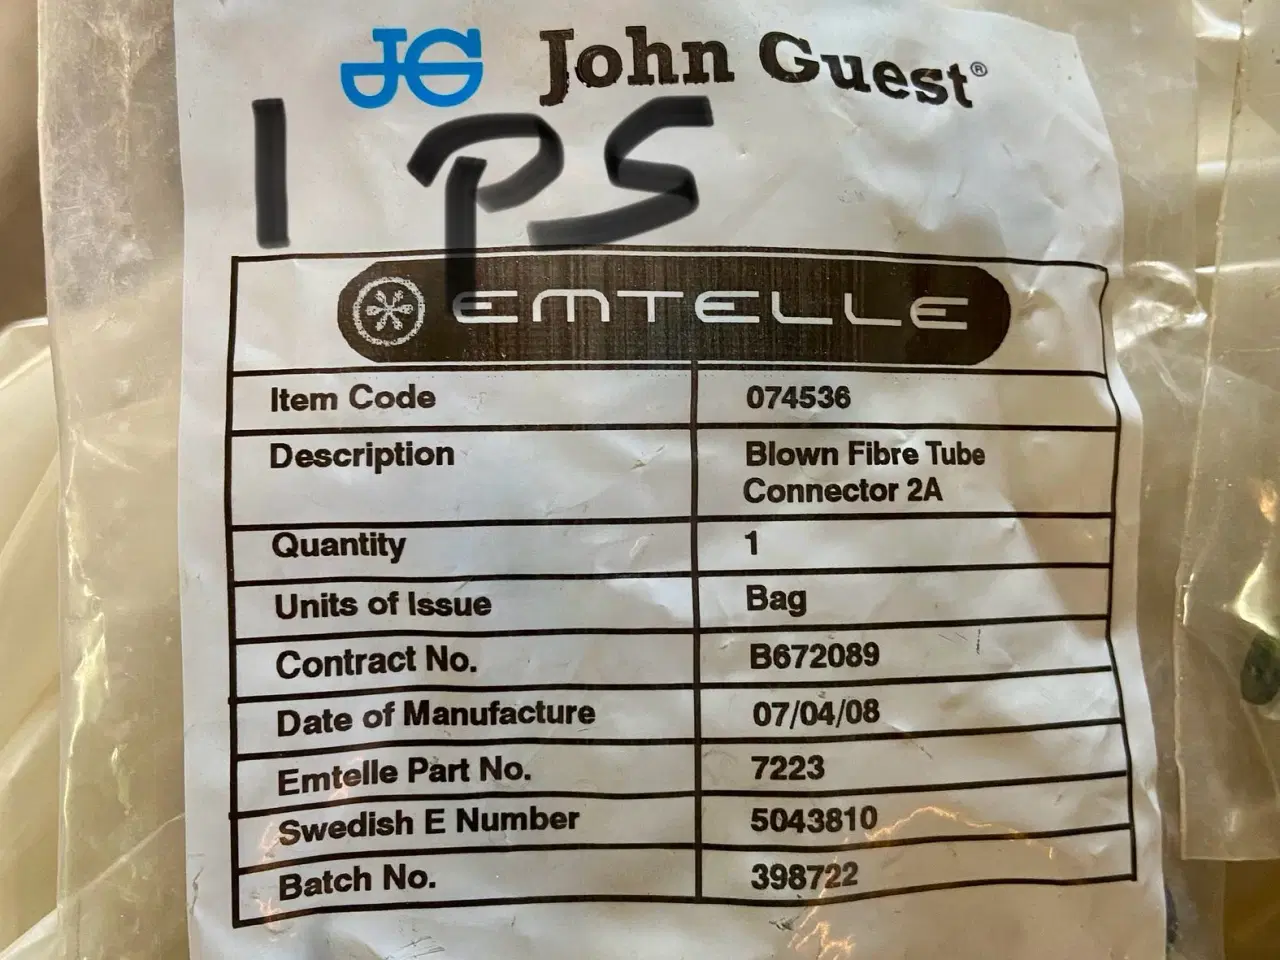 JG John Guest®
1 PS
EMTELLE
Item Code 074536
Description Blown Fibre Tube
Connector 2A
Quantity 1
Units of Issue Bag
Contract No. B672089
Date of Manufacture 07/04/08
Emtelle Part No. 7223
Swedish E Number 5043810
Batch No. 398722